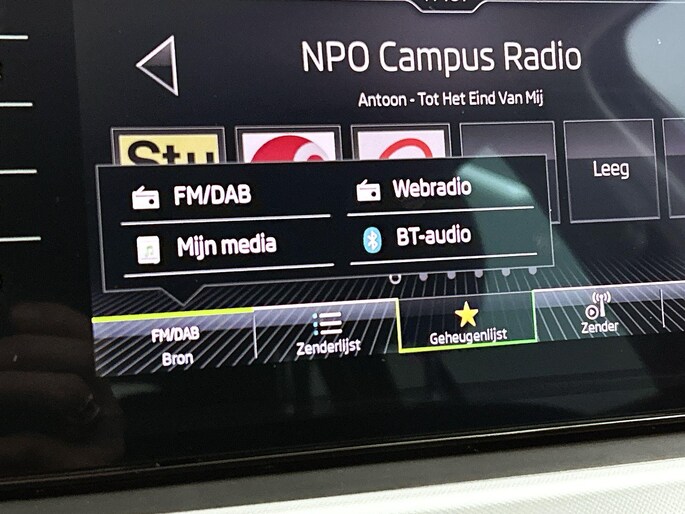 NPO Campus Radio
Antoon - Tot Het Eind Van Mij
Stu
Leeg
FM/DAB
Webradio
Mijn media
BT-audio
FM/DAB
Bron
Zenderlijst
Geheugenlijst
Zender